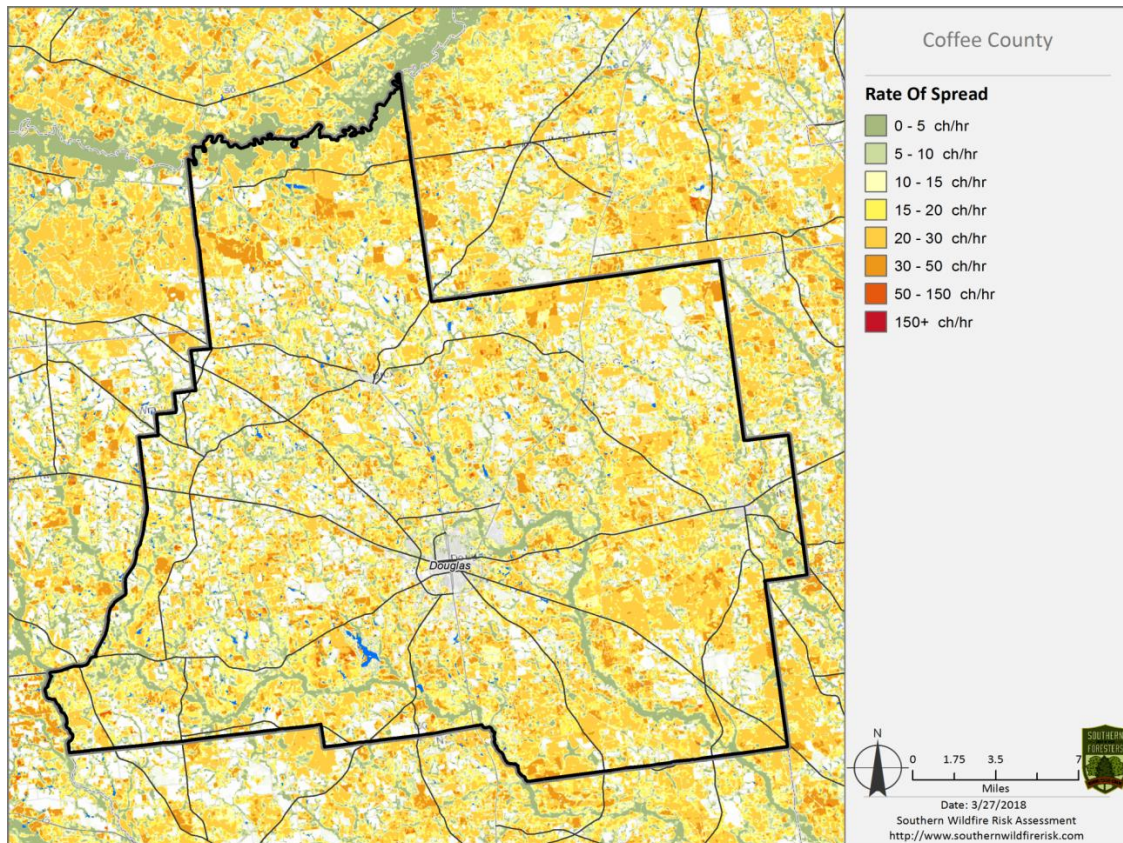 Coffee County
Rate Of Spread
0 - 5 ch/hr
5 - 10 ch/hr
10 - 15 ch/hr
15 - 20 ch/hr
20 - 30 ch/hr
30 - 50 ch/hr
50 - 150 ch/hr
150+ ch/hr
Douglas
N
0 1.75 3.5 7
Miles
SOUTHERN
FORESTERS
Date: 3/27/2018
Southern Wildfire Risk Assessment
http://www.southernwildfirerisk.com